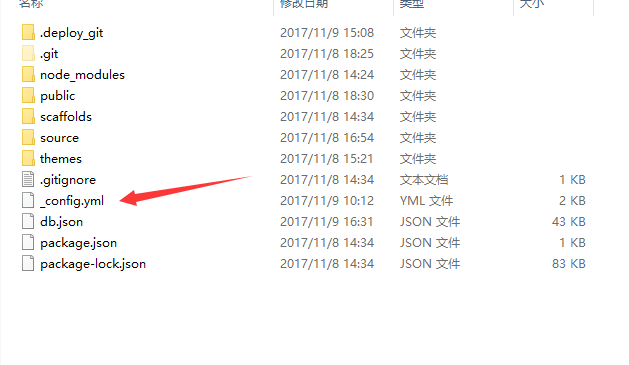 名称 修改日期 类型 大小
.deploy_git 2017/11/9 15:08 文件夹
.git 2017/11/8 18:25 文件夹
node_modules 2017/11/8 14:24 文件夹
public 2017/11/8 18:30 文件夹
scaffolds 2017/11/8 14:34 文件夹
source 2017/11/8 16:54 文件夹
themes 2017/11/8 15:21 文件夹
.gitignore 2017/11/8 14:34 文本文档 1 KB
_config.yml 2017/11/9 10:12 YML 文件 2 KB
db.json 2017/11/9 16:31 JSON 文件 43 KB
package.json 2017/11/8 14:34 JSON 文件 1 KB
package-lock.json 2017/11/8 14:34 JSON 文件 83 KB